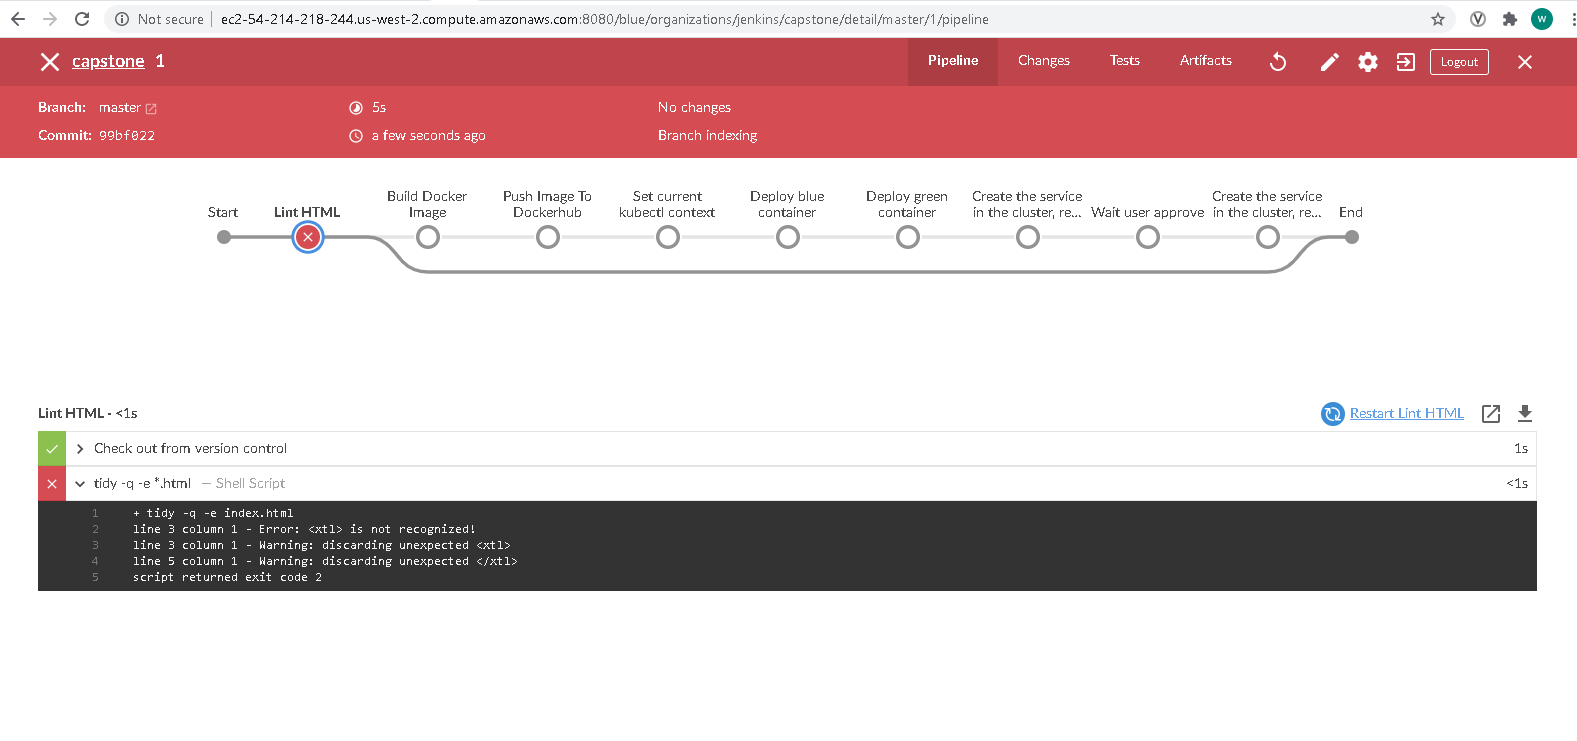 Not secure | ec2-54-214-218-244.us-west-2.compute.amazonaws.com:8080/blue/organizations/jenkins/capstone/detail/master/1/pipeline
W
capstone 1
Pipeline Changes Tests Artifacts Logout
Branch: master 5s No changes
Commit: 99bf022 a few seconds ago Branch indexing
Start
Lint HTML
Build Docker
Image
Push Image To
Dockerhub
Set current
kubectl context
Deploy blue
container
Deploy green
container
Create the service
in the cluster, re...
Wait user approve
Create the service
in the cluster, re...
End
Lint HTML - <1s
Restart Lint HTML
Check out from version control 1s
tidy -q -e *.html — Shell Script <1s
1 + tidy -q -e index.html
2 line 3 column 1 - Error: <xtl> is not recognized!
3 line 3 column 1 - Warning: discarding unexpected <xtl>
4 line 5 column 1 - Warning: discarding unexpected </xtl>
5 script returned exit code 2